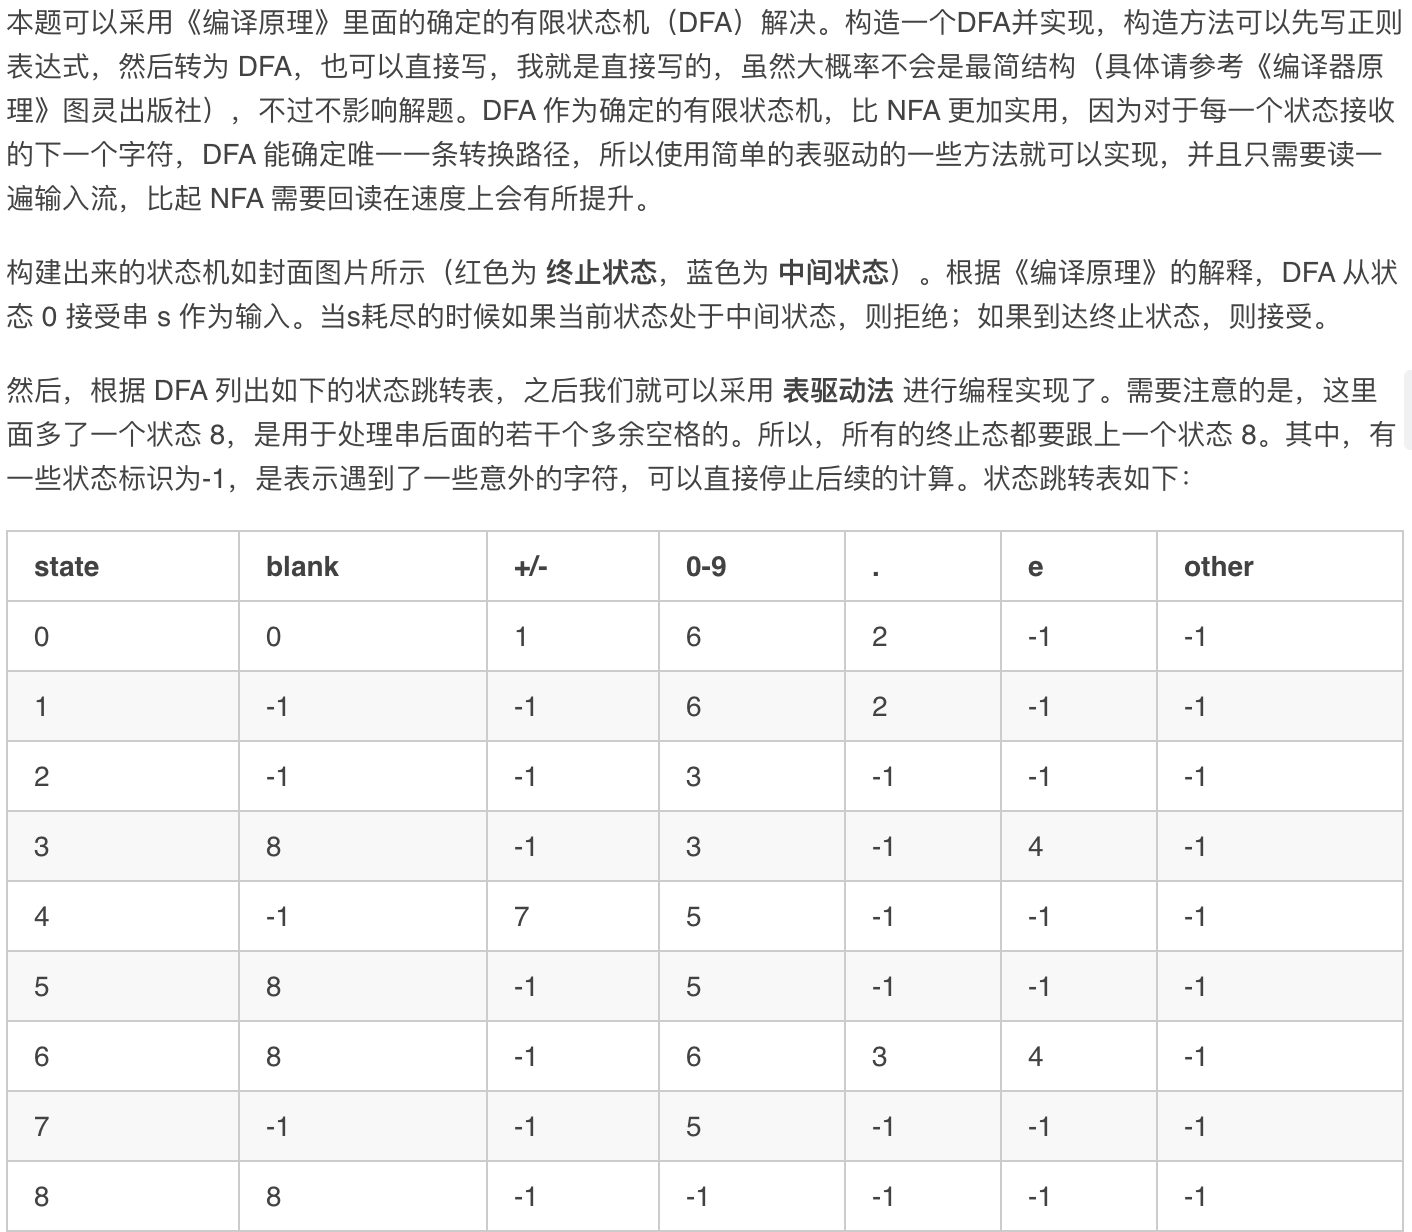 本题可以采用《编译原理》里面的确定的有限状态机（DFA）解决。构造一个DFA并实现，构造方法可以先写正则
表达式，然后转为 DFA，也可以直接写，我就是直接写的，虽然大概率不会是最简结构（具体请参考《编译器原
理》图灵出版社），不过不影响解题。DFA 作为确定的有限状态机，比 NFA 更加实用，因为对于每一个状态接收
的下一个字符，DFA 能确定唯一一条转换路径，所以使用简单的表驱动的一些方法就可以实现，并且只需要读一
遍输入流，比起 NFA 需要回读在速度上会有所提升。
构建出来的状态机如封面图片所示（红色为 终止状态，蓝色为 中间状态）。根据《编译原理》的解释，DFA 从状
态 0 接受串 s 作为输入。当s耗尽的时候如果当前状态处于中间状态，则拒绝；如果到达终止状态，则接受。
然后，根据 DFA 列出如下的状态跳转表，之后我们就可以采用 表驱动法 进行编程实现了。需要注意的是，这里
面多了一个状态 8，是用于处理串后面的若干个多余空格的。所以，所有的终止态都要跟上一个状态 8。其中，有
一些状态标识为-1，是表示遇到了一些意外的字符，可以直接停止后续的计算。状态跳转表如下：
state blank +/- 0-9 . e other
0 0 1 6 2 -1 -1
1 -1 -1 6 2 -1 -1
2 -1 -1 3 -1 -1 -1
3 8 -1 3 -1 4 -1
4 -1 7 5 -1 -1 -1
5 8 -1 5 -1 -1 -1
6 8 -1 6 3 4 -1
7 -1 -1 5 -1 -1 -1
8 8 -1 -1 -1 -1 -1